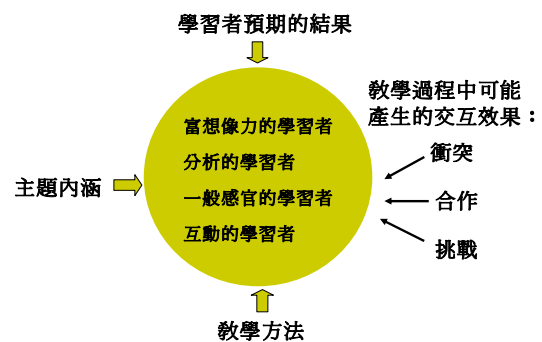 學習者預期的結果
教學過程中可能
產生的交互效果：
富想像力的學習者
衝突
分析的學習者
主題內涵
一般感官的學習者
合作
互動的學習者
挑戰
教學方法